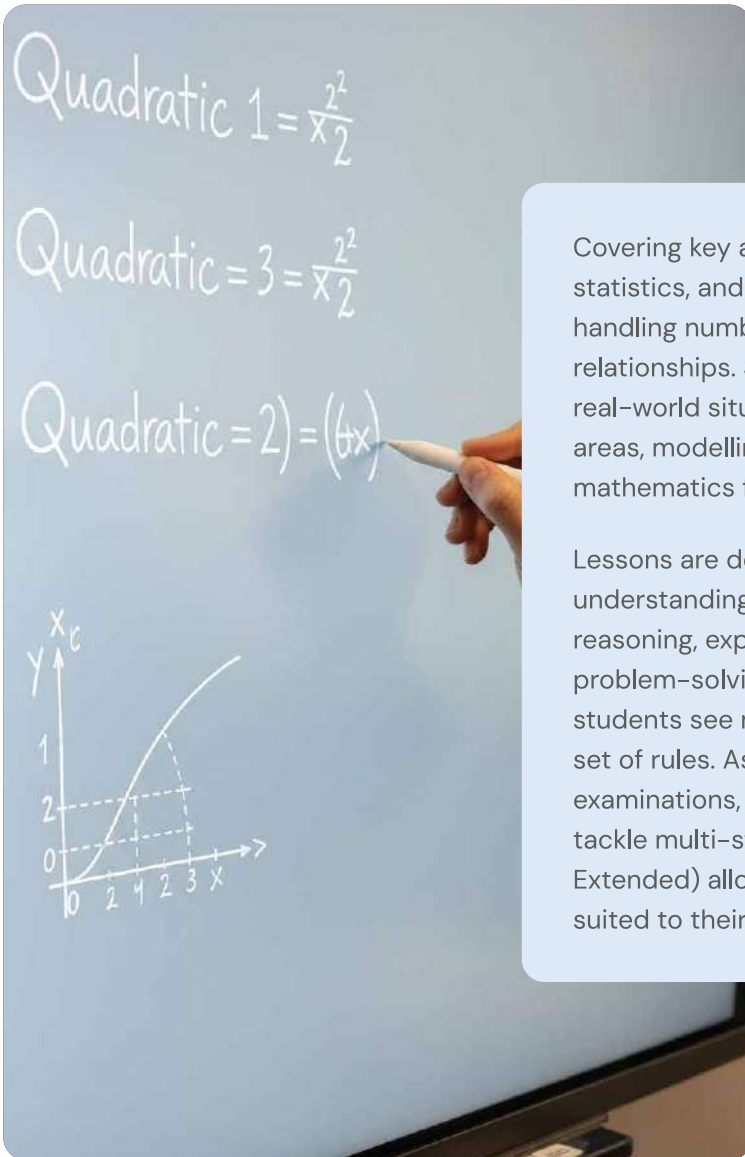 Quadratic 1 = 2²/x2
Quadratic = 3 = 2²/x2
Quadratic = 2) = (4x)
x
y
1
2
0
0 2 4 2 3 x
Covering key a
statistics, and
handling numb
relationships.
real-world situ
areas, modellin
mathematics t
Lessons are de
understanding
reasoning, exp
problem-solvi
students see m
set of rules. As
examinations,
tackle multi-s
Extended) allo
suited to their